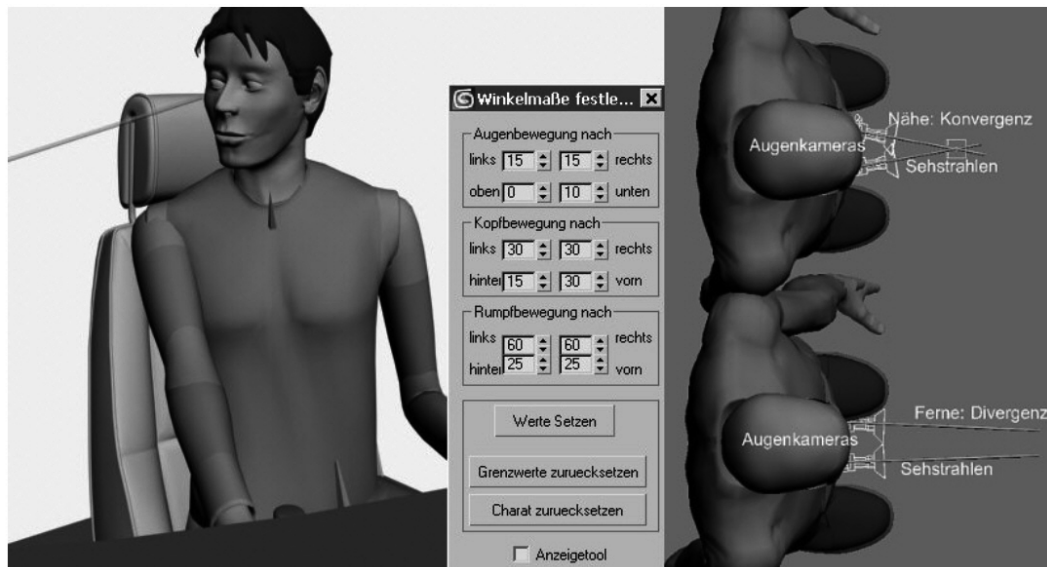 Winkelmaße festle...
Augenbewegung nach
links 15 15 rechts
oben 0 10 unten
Kopfbewegung nach
links 30 30 rechts
hinter 15 30 vorn
Rumpfbewegung nach
links 60 60 rechts
hinter 25 25 vorn
Werte Setzen
Grenzwerte zuruecksetzen
Charat zuruecksetzen
Anzeigetool
Nähe: Konvergenz
Augenkameras
Sehstrahlen
Ferne: Divergenz
Augenkameras
Sehstrahlen